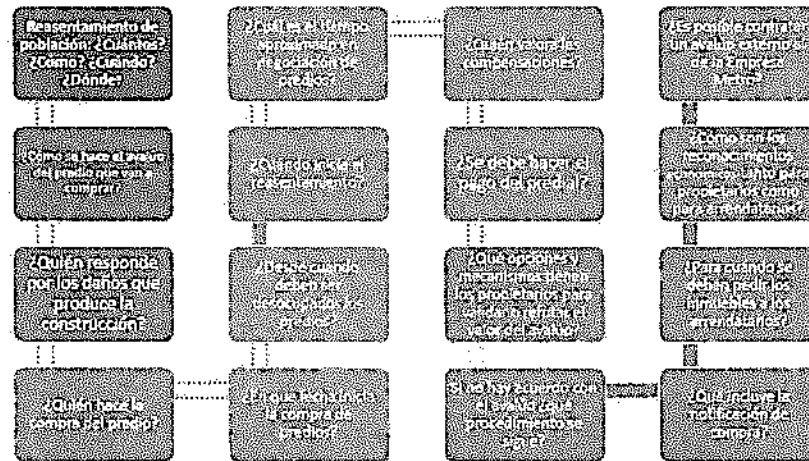 Reasentamiento de
población: ¿Cuántos?
¿Cómo? ¿Cuándo?
¿Dónde?
¿Cómo se hace el avalúo
del predio que van a
comprar?
¿Quién responde
por los daños que
produce la
construcción?
¿Quién hace la
compra del predio?
¿En que fecha inicia
la compra de
predios?
¿Desde cuando
deben ser
desocupados los
predios?
¿Cuándo inicia el
reasentamiento?
¿Cuál es el tiempo
aproximado en
negociación de
predios?
¿Quién valora las
compensaciones?
¿Se debe hacer el
pago del predial?
¿Qué opciones y
mecanismos tienen
los propietarios para
validar o refutar el
valor del avalúo?
Si no hay acuerdo con
el avalúo ¿qué
procedimiento se
sigue?
¿Qué incluye la
notificación de
compra?
¿Para cuándo se
deben pedir los
inmuebles a los
arrendatarios?
¿Cómo son los
reconocimientos
económicos tanto para
propietarios como
para arrendatarios?
¿Es posible contratar
un avalúo externo
de la Empresa
Metro?